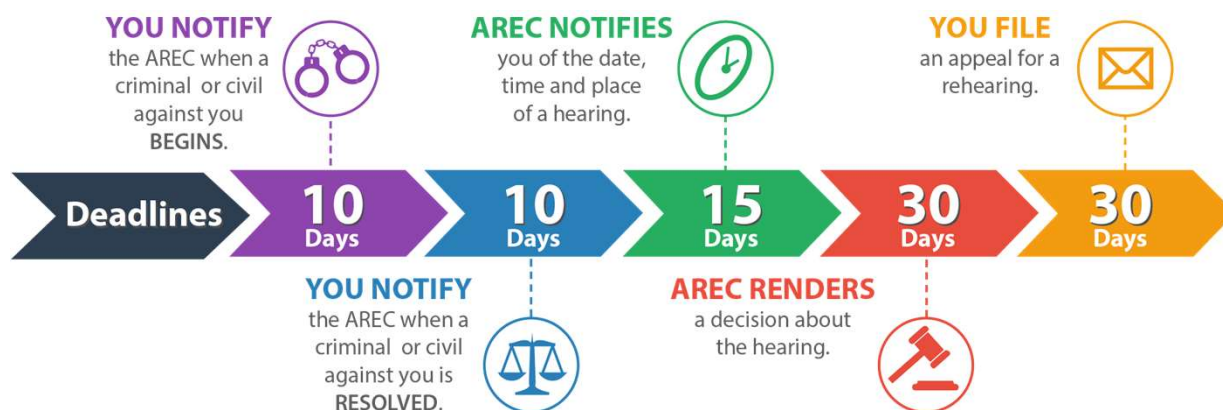 YOU NOTIFY
the AREC when a
criminal or civil
against you
BEGINS.
AREC NOTIFIES
you of the date,
time and place
of a hearing.
YOU FILE
an appeal for a
rehearing.
Deadlines
10
Days
10
Days
15
Days
30
Days
30
Days
YOU NOTIFY
the AREC when a
criminal or civil
against you is
RESOLVED.
AREC RENDERS
a decision about
the hearing.